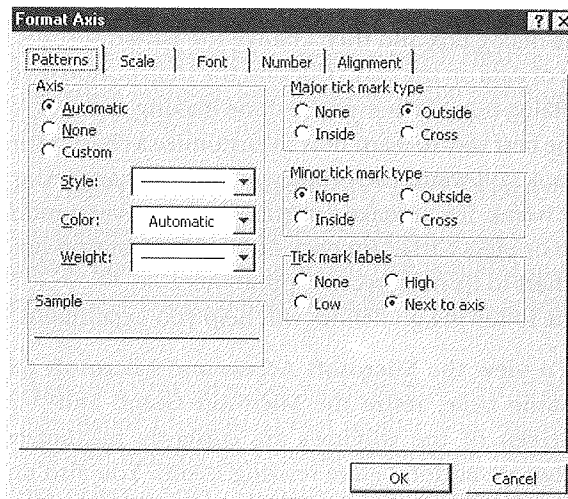 Format Axis
Patterns Scale Font Number Alignment
Axis
Automatic
None
Custom
Style:
Color: Automatic
Weight:
Sample
Major tick mark type
None Outside
Inside Cross
Minor tick mark type
None Outside
Inside Cross
Tick mark labels
None High
Low Next to axis
OK Cancel